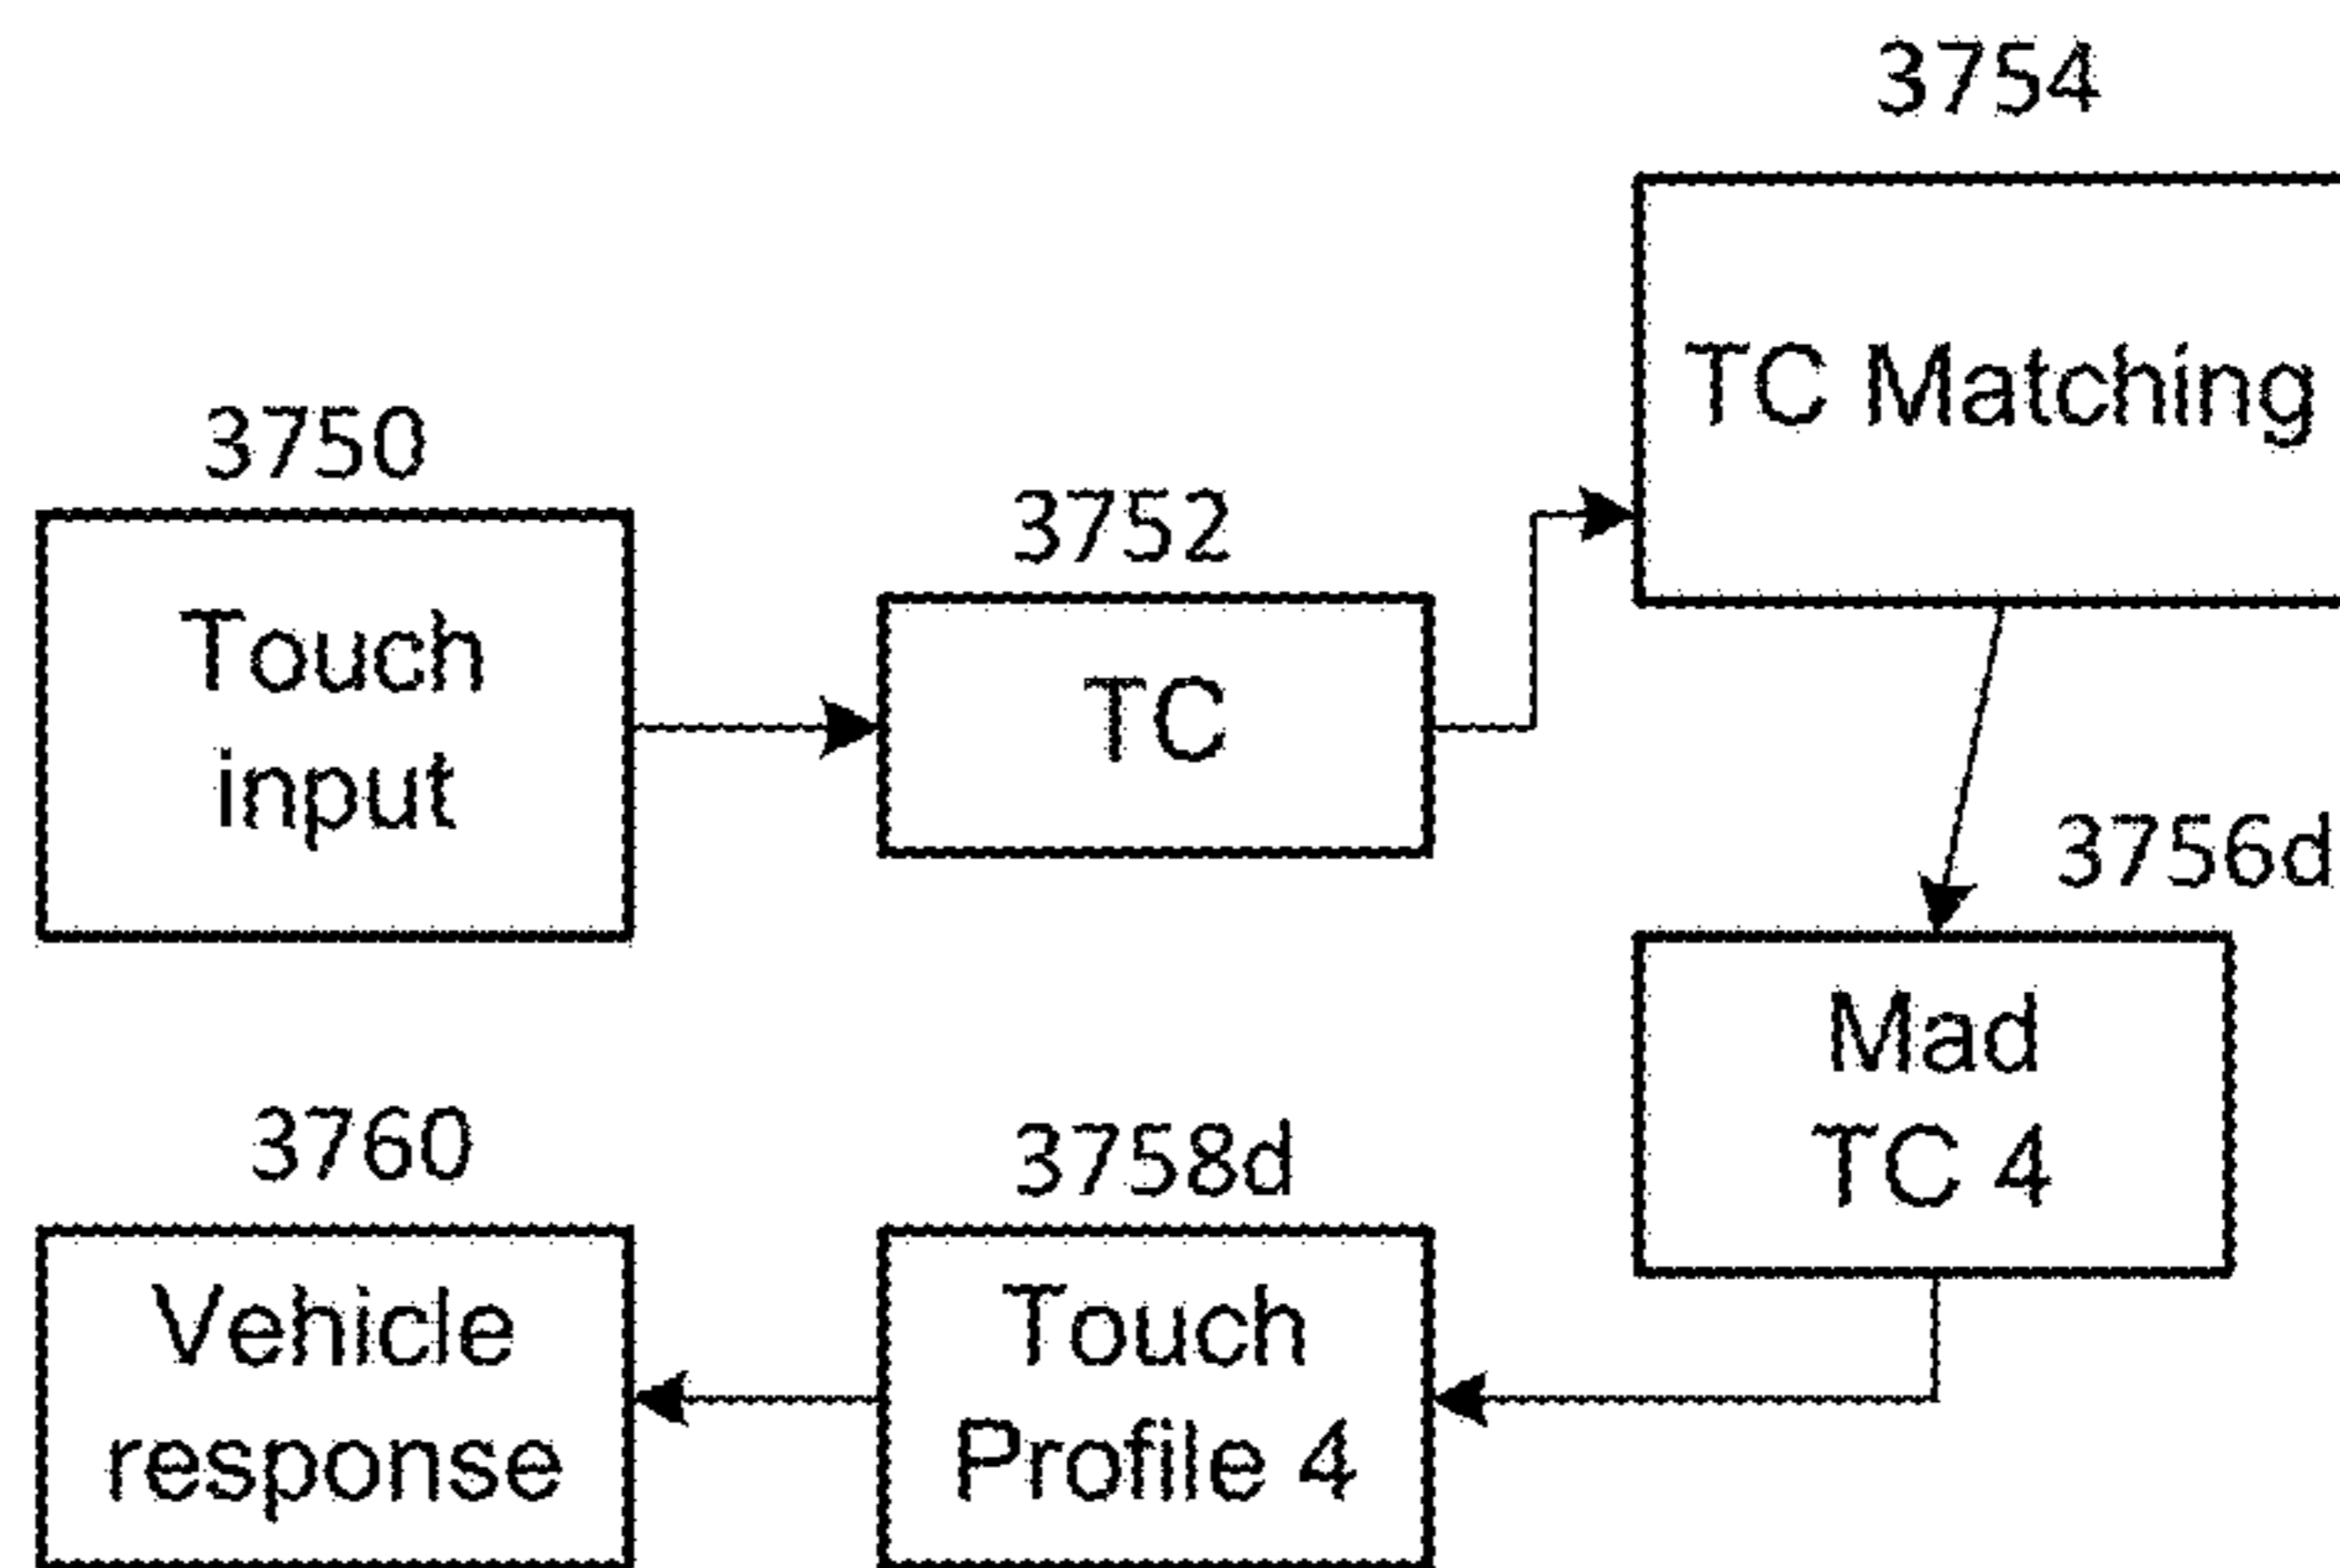 3754
TC Matching
3750
Touch
input
3752
TC
3756d
Mad
TC 4
3758d
Touch
Profile 4
3760
Vehicle
response